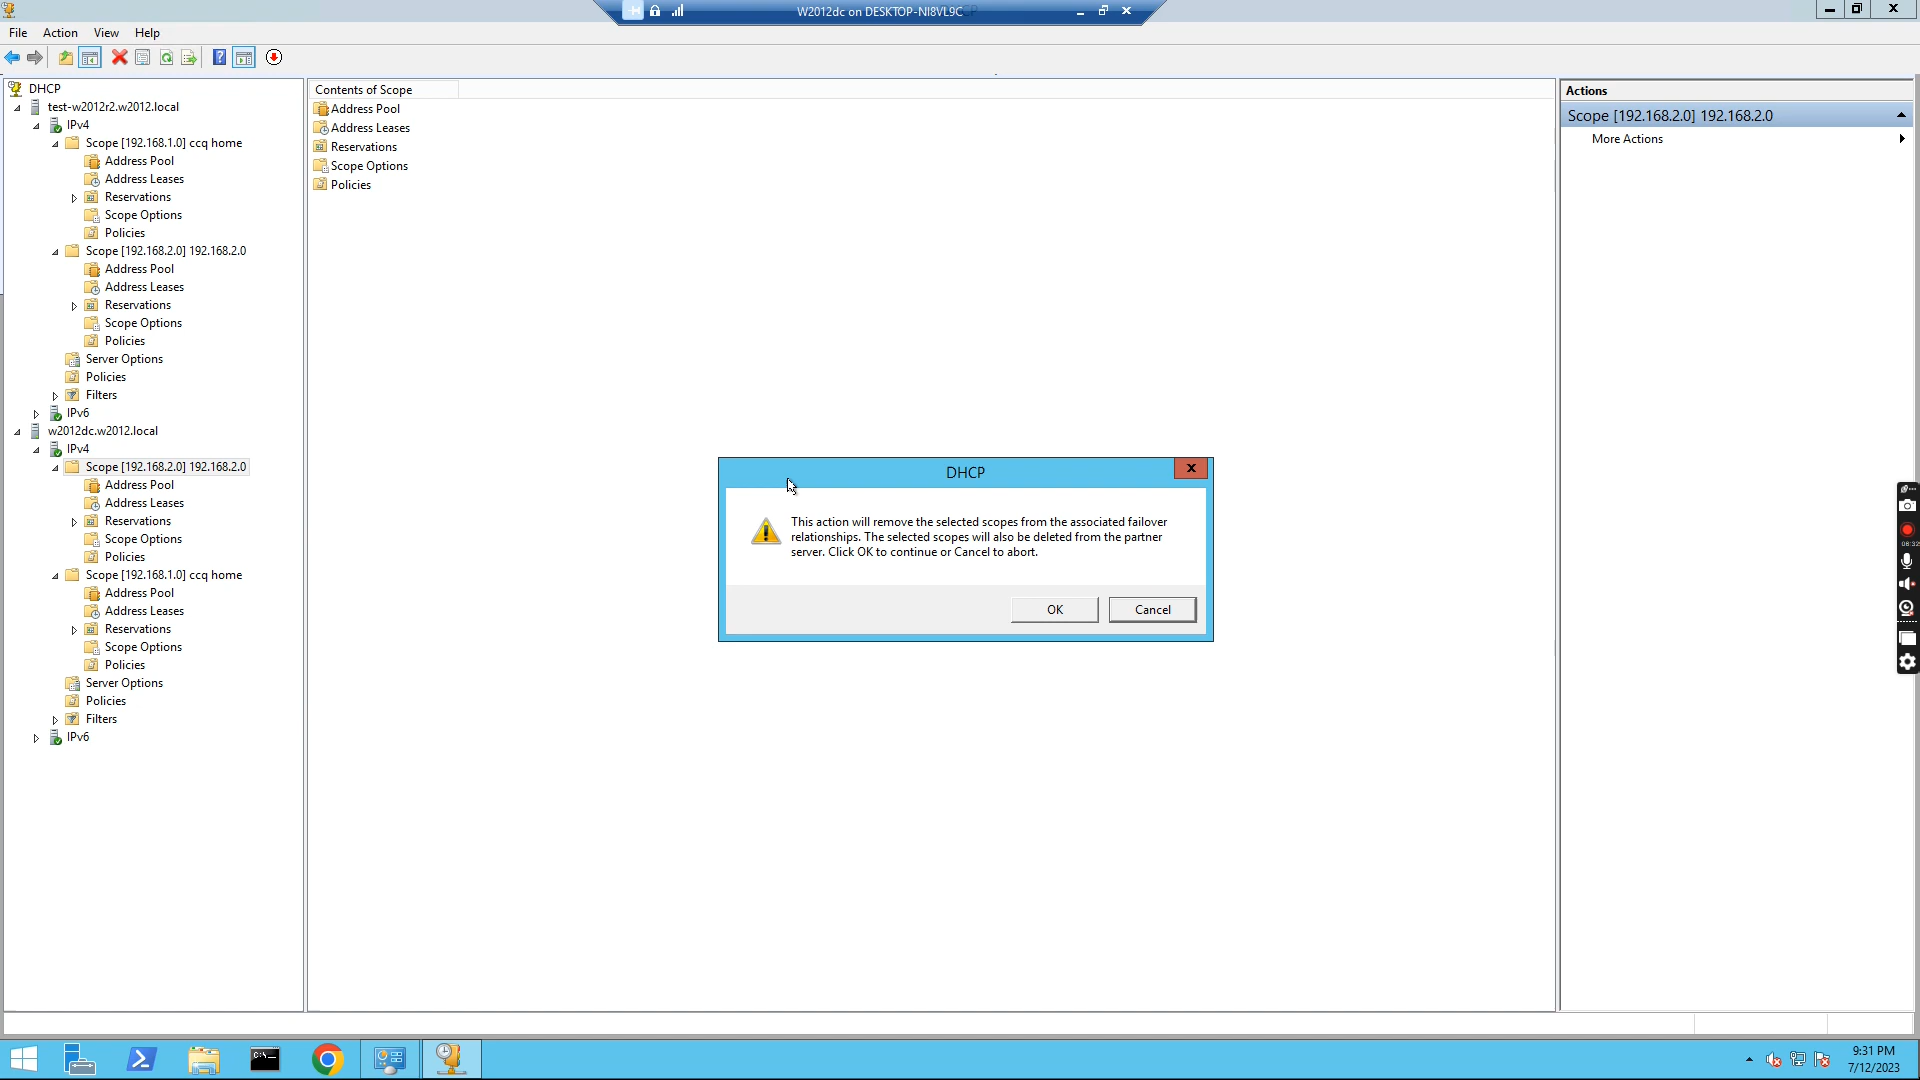 W2012dc on DESKTOP-NI8VL9C
File Action View Help
DHCP
test-w2012r2.w2012.local
IPv4
Scope [192.168.1.0] ccq home
Address Pool
Address Leases
Reservations
Scope Options
Policies
Scope [192.168.2.0] 192.168.2.0
Address Pool
Address Leases
Reservations
Scope Options
Policies
Server Options
Policies
Filters
IPv6
w2012dc.w2012.local
IPv4
Scope [192.168.2.0] 192.168.2.0
Address Pool
Address Leases
Reservations
Scope Options
Policies
Scope [192.168.1.0] ccq home
Address Pool
Address Leases
Reservations
Scope Options
Policies
Server Options
Policies
Filters
IPv6
Contents of Scope
Address Pool
Address Leases
Reservations
Scope Options
Policies
DHCP
This action will remove the selected scopes from the associated failover
relationships. The selected scopes will also be deleted from the partner
server. Click OK to continue or Cancel to abort.
OK Cancel
Actions
Scope [192.168.2.0] 192.168.2.0
More Actions
9:31 PM
7/12/2023